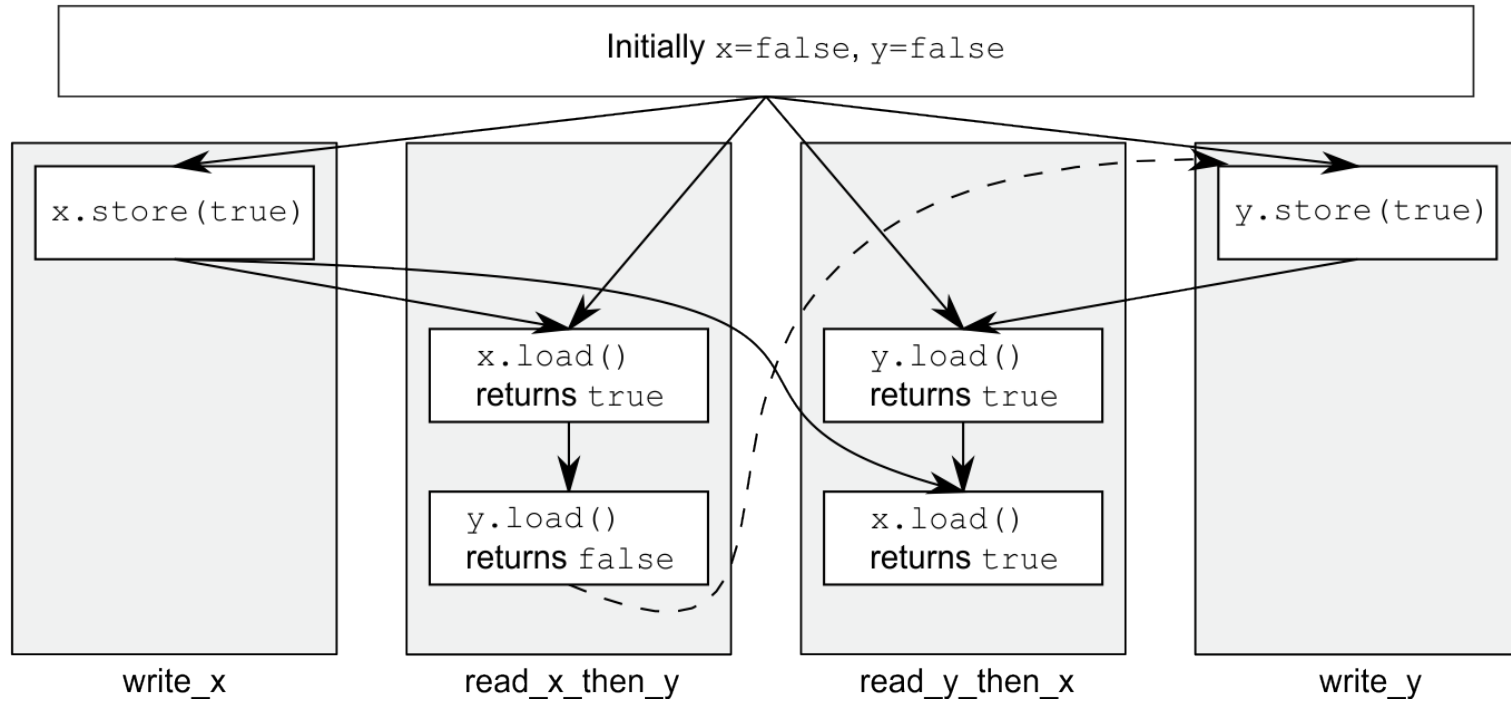 Initially x=false, y=false
x.store(true)
y.store(true)
x.load()
returns true
y.load()
returns true
y.load()
returns false
x.load()
returns true
write_x
read_x_then_y
read_y_then_x
write_y